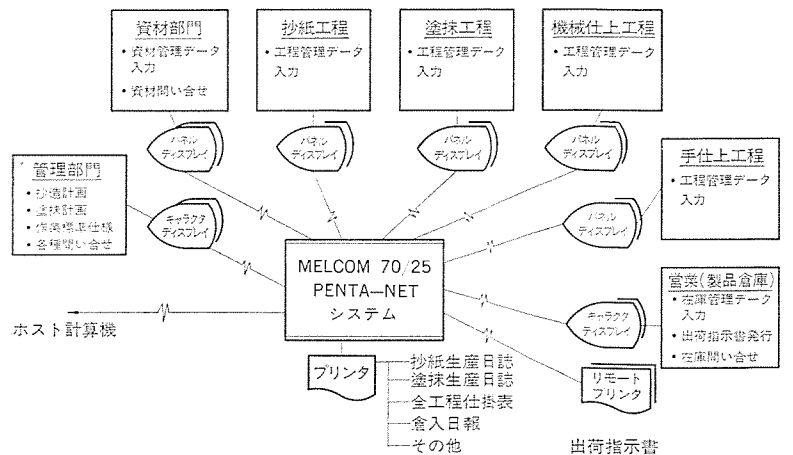 資材部門
・資材管理データ
入力
・資材問い合せ
抄紙工程
・工程管理データ
入力
塗抹工程
・工程管理データ
入力
機械仕上工程
・工程管理データ
入力
パネル
ディスプレイ
パネル
ディスプレイ
パネル
ディスプレイ
パネル
ディスプレイ
手仕上工程
・工程管理データ
入力
管理部門
・抄造計画
・塗抹計画
・作業標準仕様
・各種問い合せ
キャラクタ
ディスプレイ
パネル
ディスプレイ
MELCOM 70/25
PENTA-NET
システム
営業(製品倉庫)
・在庫管理データ
入力
・出荷指示書発行
・在庫問い合せ
キャラクタ
ディスプレイ
ホスト計算機
プリンタ
抄紙生産日誌
塗抹生産日誌
全工程仕掛表
倉入日報
その他
リモート
プリンタ
出荷指示書